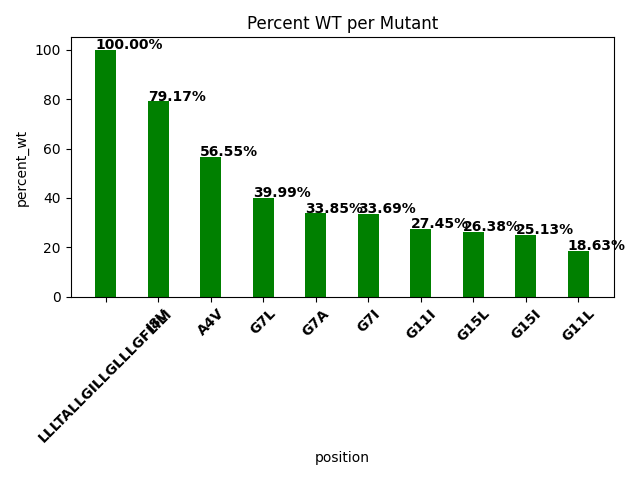 Percent WT per Mutant
percent_wt
100
80
60
40
20
0
100.00%
79.17%
56.55%
39.99%
33.85%
33.69%
27.45%
26.38%
25.13%
18.63%
I8M
A4V
G7L
G7A
G7I
G11I
G15L
G15I
G11L
position